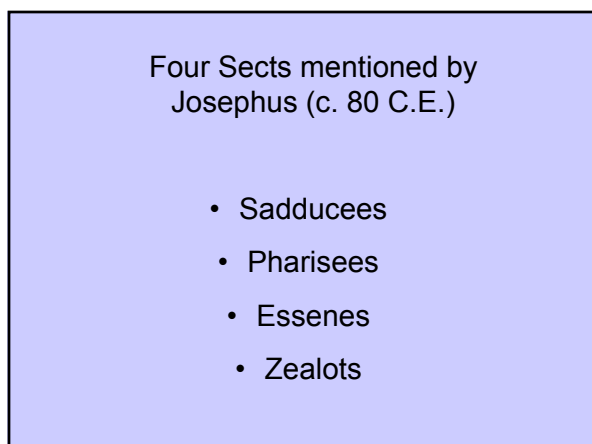 Four Sects mentioned by
Josephus (c. 80 C.E.)
• Sadducees
• Pharisees
• Essenes
• Zealots